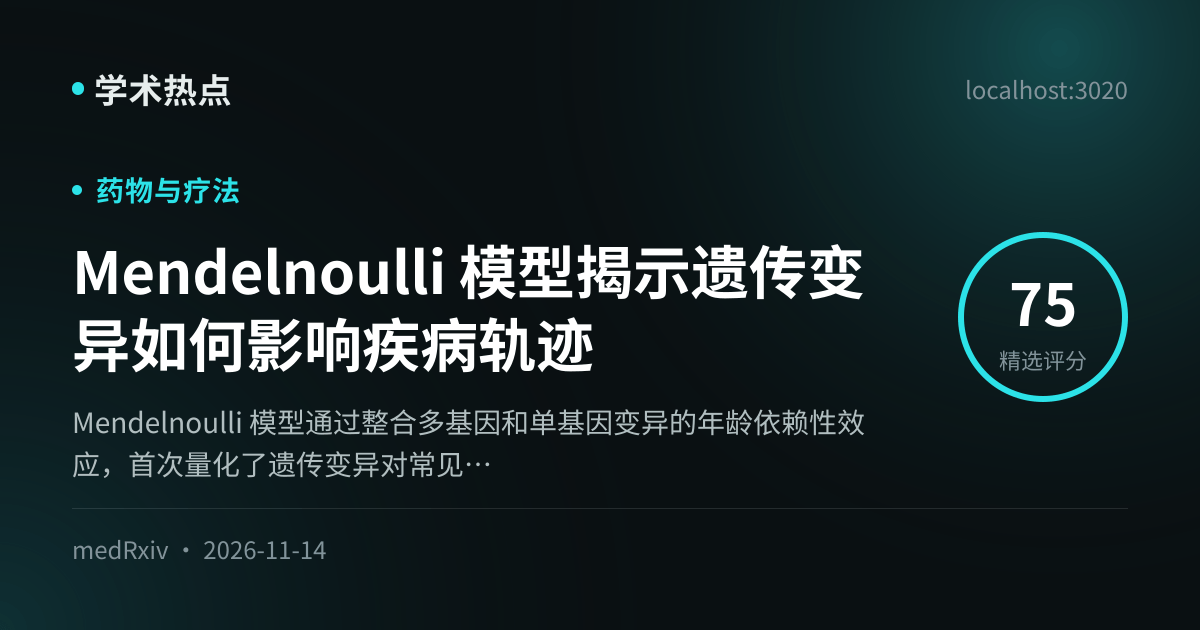 学术热点
localhost:3020
药物与疗法
Mendelnoulli 模型揭示遗传变
异如何影响疾病轨迹
75
精选评分
Mendelnoulli 模型通过整合多基因和单基因变异的年龄依赖性效
应，首次量化了遗传变异对常见…
medRxiv · 2026-11-14